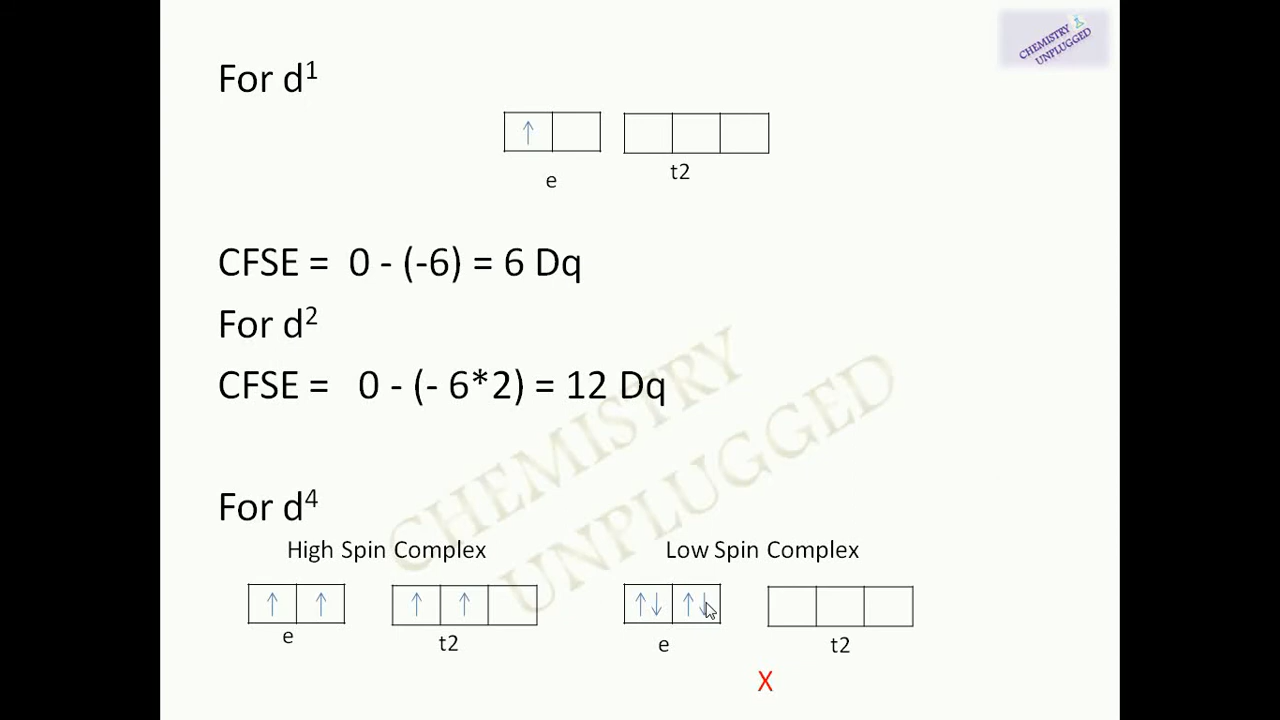 CHEMISTRY
UNPLUGGED
For d¹
↑
e
t2
CFSE = 0 - (-6) = 6 Dq
For d²
CFSE = 0 - (- 6*2) = 12 Dq
CHEMISTRY
UNPLUGGED
For d⁴
High Spin Complex Low Spin Complex
↑ ↑ ↑ ↑ ↑↓ ↑↓
e t2 e t2
X